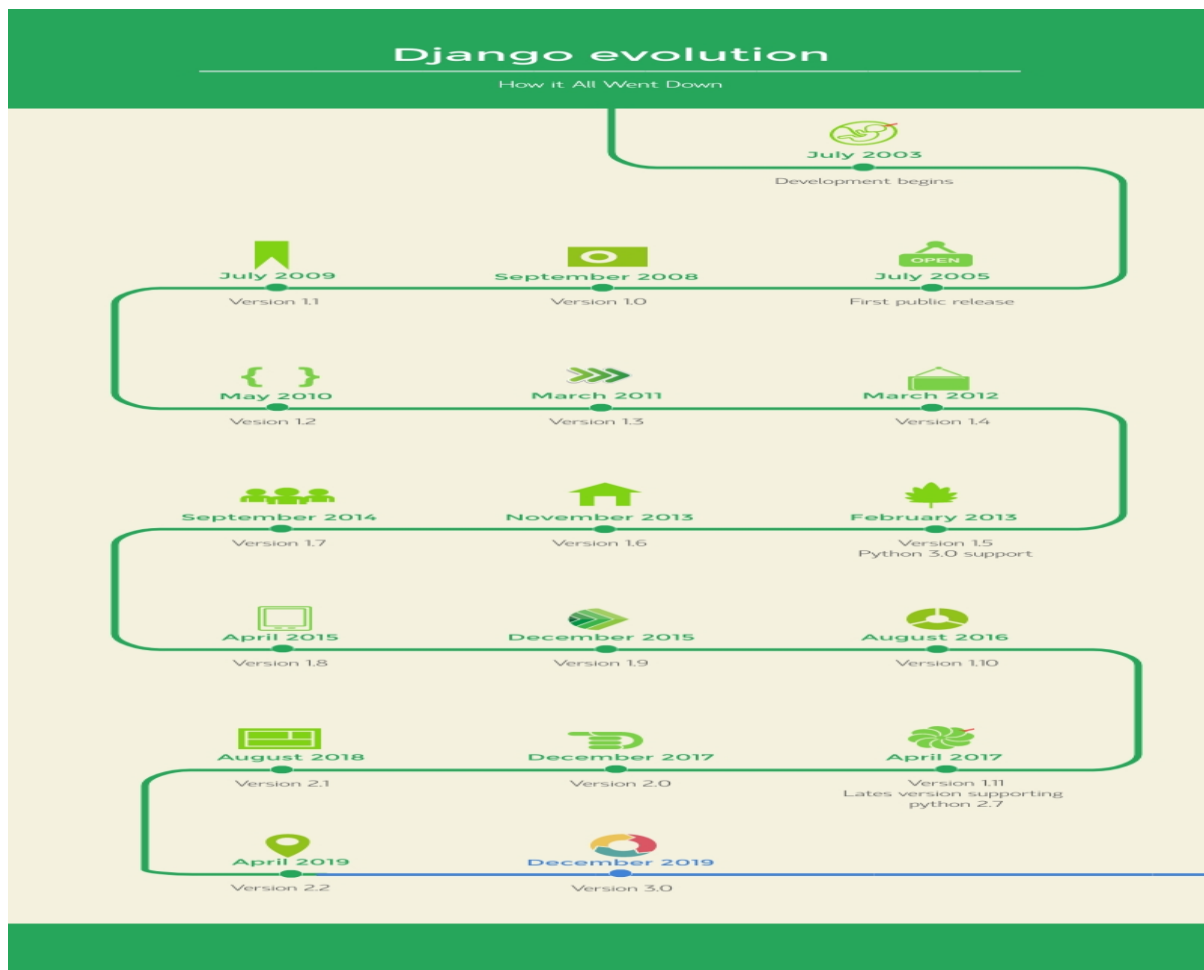 Django evolution
How it All Went Down
July 2003
Development begins
July 2009
September 2008
OPEN
July 2005
Version 1.1
Version 1.0
First public release
May 2010
March 2011
March 2012
Vesion 1.2
Version 1.3
Version 1.4
September 2014
November 2013
February 2013
Version 1.7
Version 1.6
Version 1.5
Python 3.0 support
April 2015
December 2015
August 2016
Version 1.8
Version 1.9
Version 1.10
August 2018
December 2017
April 2017
Version 2.1
Version 2.0
Version 1.11
Lates version supporting
python 2.7
April 2019
December 2019
Version 2.2
Version 3.0